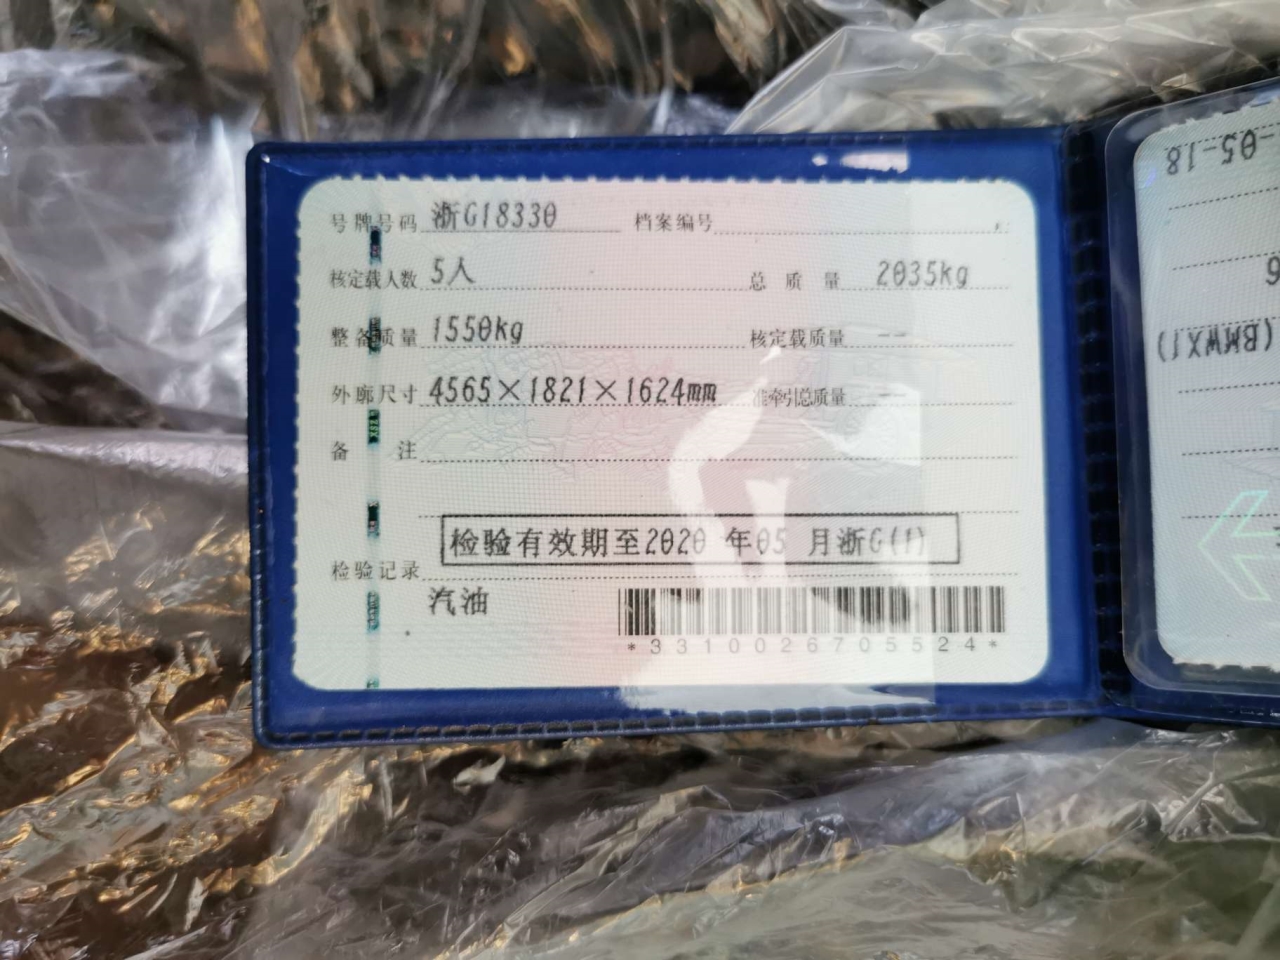 号牌号码 浙G18330 档案编号
核定载人数 5人 总质量 2035kg
整备质量 1550kg 核定载质量 --
外廓尺寸 4565×1821×1624mm 准牵引总质量 --
备注
检验有效期至2020 年05 月浙G(1)
检验记录
汽油
*3310026705524*
-05-18
(BMWX1)